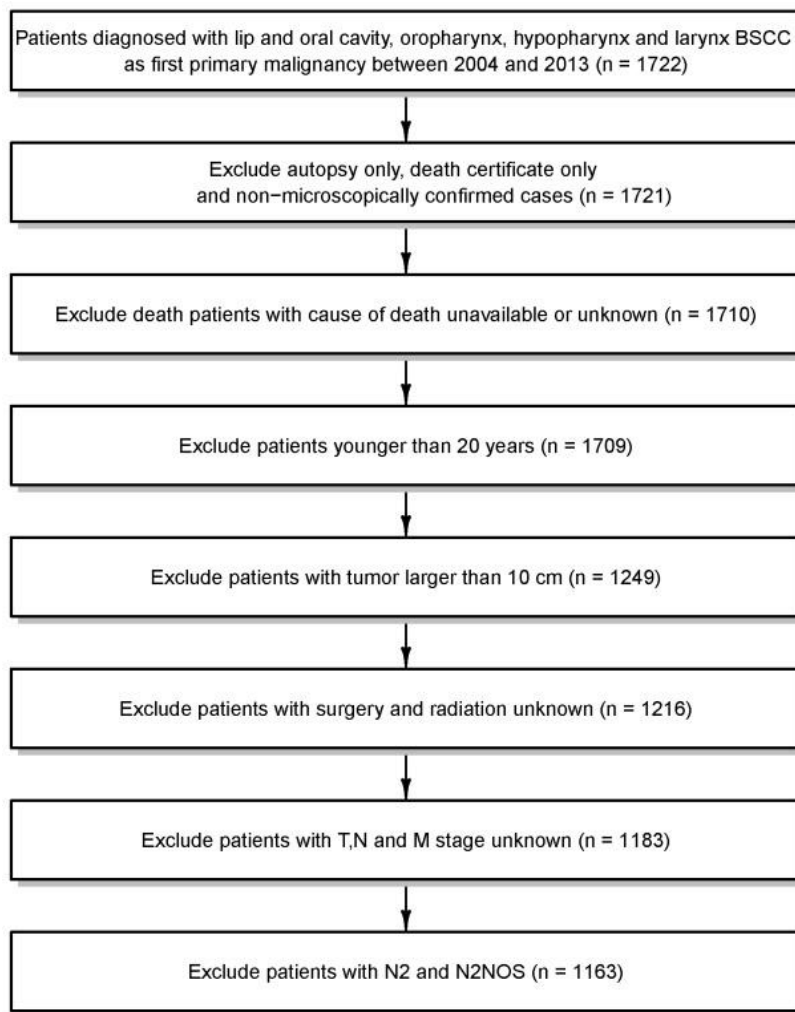 Patients diagnosed with lip and oral cavity, oropharynx, hypopharynx and larynx BSCC
as first primary malignancy between 2004 and 2013 (n = 1722)
Exclude autopsy only, death certificate only
and non−microscopically confirmed cases (n = 1721)
Exclude death patients with cause of death unavailable or unknown (n = 1710)
Exclude patients younger than 20 years (n = 1709)
Exclude patients with tumor larger than 10 cm (n = 1249)
Exclude patients with surgery and radiation unknown (n = 1216)
Exclude patients with T,N and M stage unknown (n = 1183)
Exclude patients with N2 and N2NOS (n = 1163)